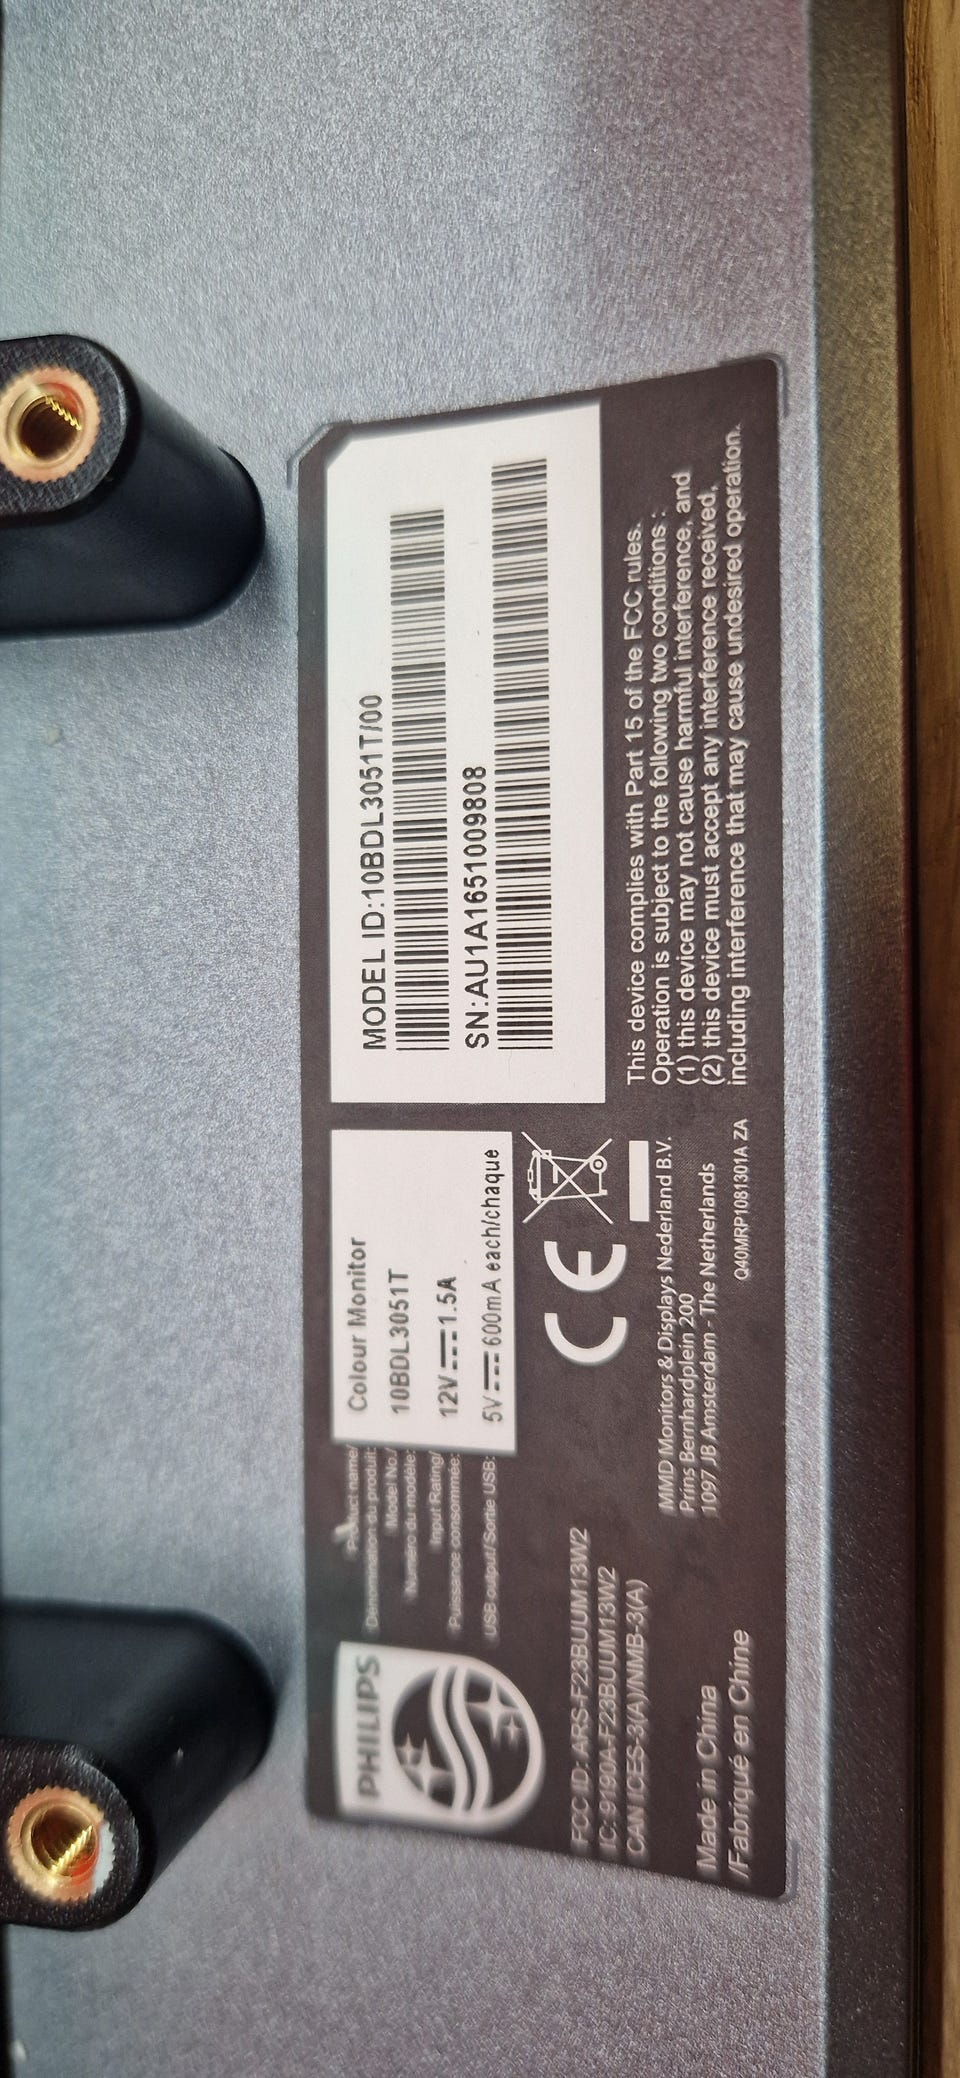 PHILIPS
Product name/
Dénomination du produit:
Colour Monitor
Model No./
Numéro du modèle:
10BDL3051T
Input Rating/
Puissance consommée:
12V⎓1.5A
USB output/Sortie USB:
5V⎓600mA each/chaque
MODEL ID:10BDL3051T/00
SN:AU1A1651009808
FCC ID: ARS-F23BUUM13W2
IC: 9190A-F23BUUM13W2
CAN ICES-3(A)/NMB-3(A)
Made in China
/Fabriqué en Chine
CE
MMD Monitors & Displays Nederland B.V.
Prins Bernhardplein 200
1097 JB Amsterdam - The Netherlands
Q40MRP1081301A ZA
This device complies with Part 15 of the FCC rules.
Operation is subject to the following two conditions :
(1) this device may not cause harmful interference, and
(2) this device must accept any interference received,
including interference that may cause undesired operation.